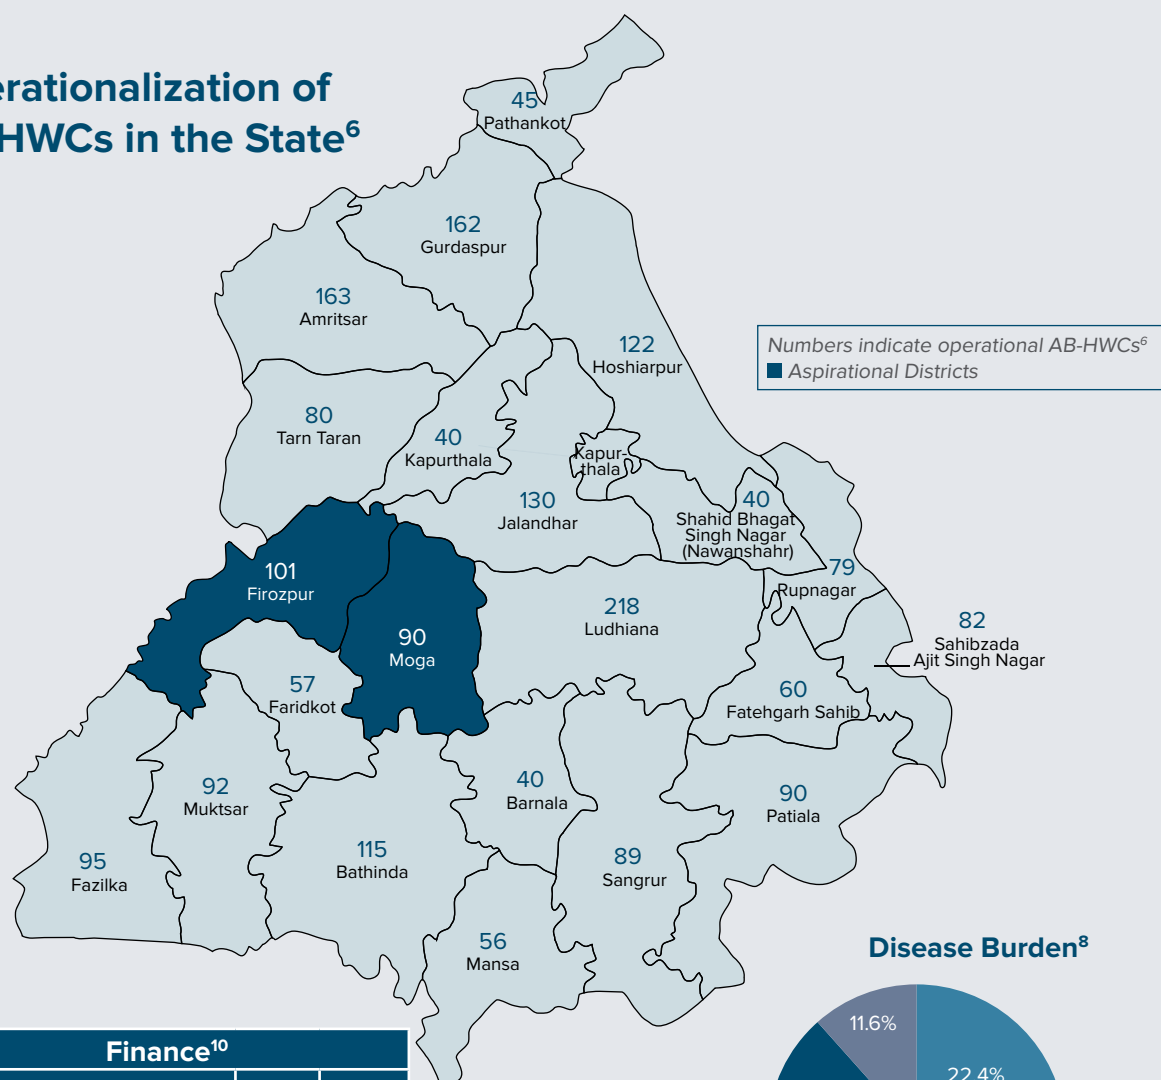 erationalization of
HWCs in the State⁶
45
Pathankot
162
Gurdaspur
163
Amritsar
122
Hoshiarpur
Numbers indicate operational AB-HWCs⁶
Aspirational Districts
80
Tarn Taran
40
Kapurthala
Kapur-
thala
130
Jalandhar
40
Shahid Bhagat
Singh Nagar
(Nawanshahr)
79
Rupnagar
101
Firozpur
218
Ludhiana
82
Sahibzada
Ajit Singh Nagar
90
Moga
57
Faridkot
60
Fatehgarh Sahib
92
Muktsar
40
Barnala
90
Patiala
95
Fazilka
115
Bathinda
89
Sangrur
56
Mansa
Disease Burden⁸
11.6%
22.4%
Finance¹⁰